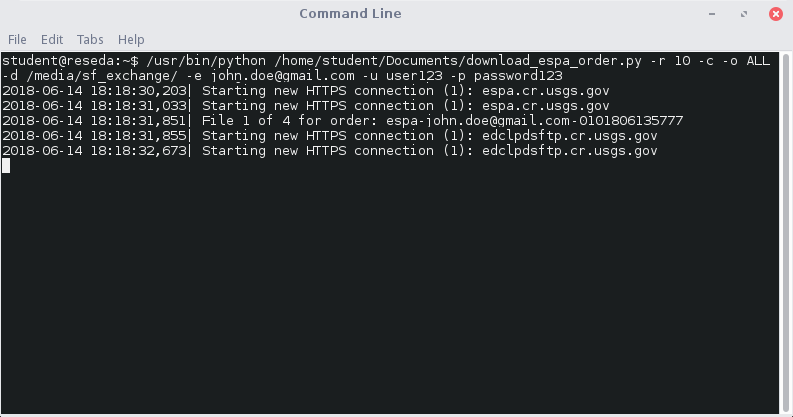 Command Line
File Edit Tabs Help
student@reseda:~$ /usr/bin/python /home/student/Documents/download_espa_order.py -r 10 -c -o ALL
-d /media/sf_exchange/ -e john.doe@gmail.com -u user123 -p password123
2018-06-14 18:18:30,203| Starting new HTTPS connection (1): espa.cr.usgs.gov
2018-06-14 18:18:31,033| Starting new HTTPS connection (1): espa.cr.usgs.gov
2018-06-14 18:18:31,851| File 1 of 4 for order: espa-john.doe@gmail.com-0101806135777
2018-06-14 18:18:31,855| Starting new HTTPS connection (1): edclpdsftp.cr.usgs.gov
2018-06-14 18:18:32,673| Starting new HTTPS connection (1): edclpdsftp.cr.usgs.gov